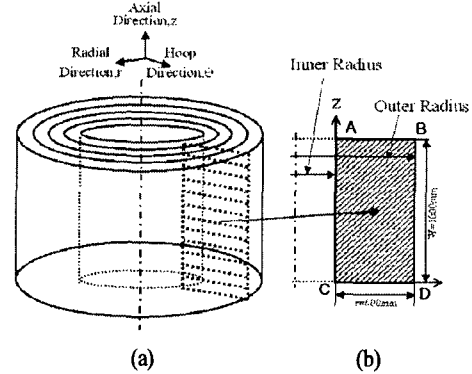 Axial
Direction,z
Radial
Direction,r
Hoop
Direction,Θ
Inner Radius
Z
Outer Radius
A
B
C
D
(a)
(b)